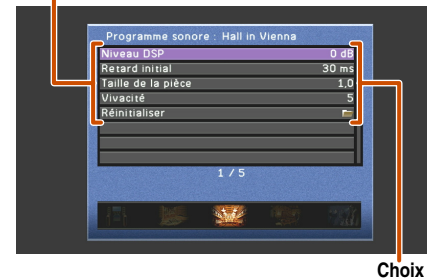 Programme sonore : Hall in Vienna
Niveau DSP 0 dB
Retard initial 30 ms
Taille de la pièce 1,0
Vivacité 5
Réinitialiser
1 / 5
Choix